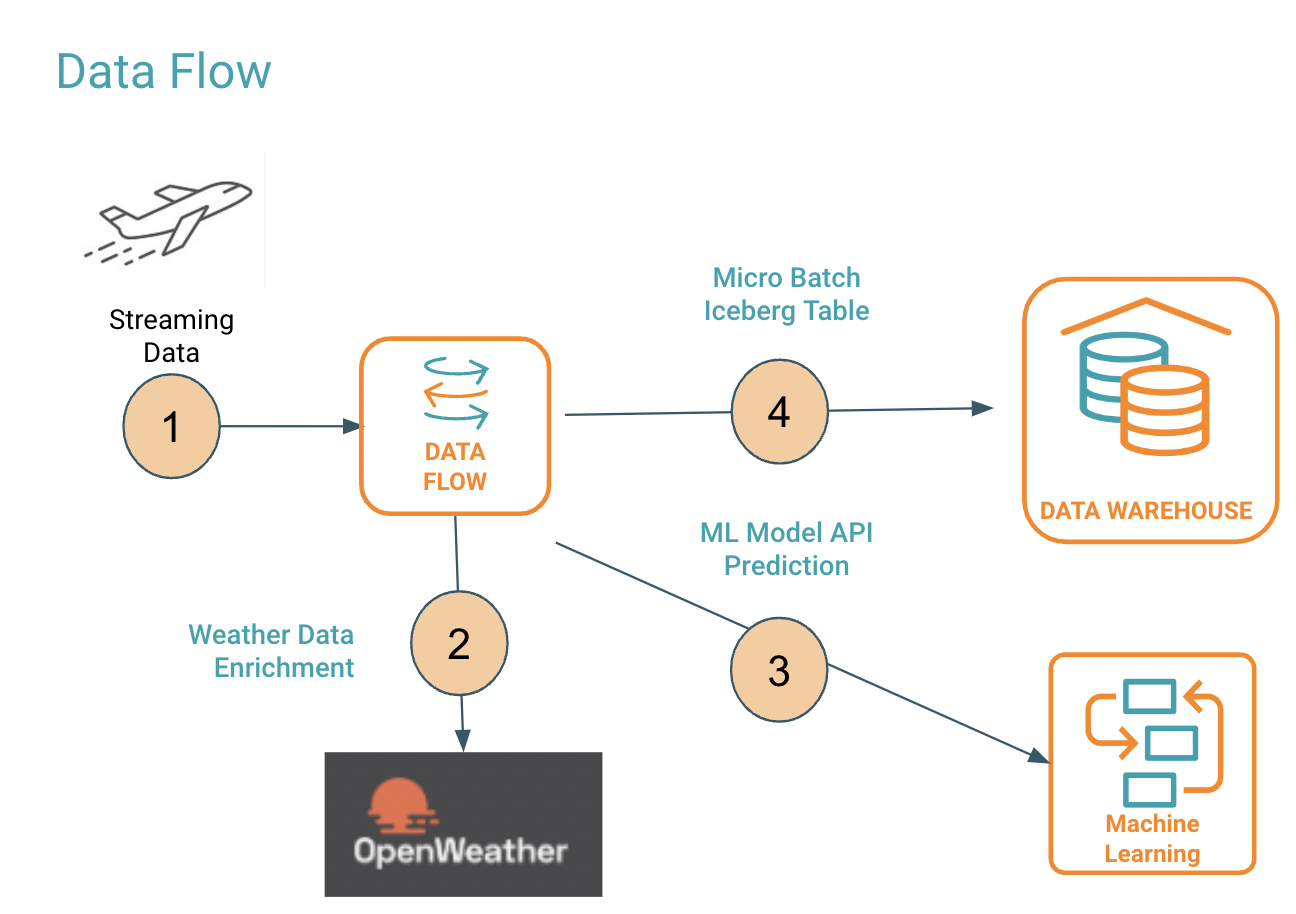 Data Flow
Streaming
Data
1
DATA
FLOW
Micro Batch
Iceberg Table
4
DATA WAREHOUSE
ML Model API
Prediction
3
Weather Data
Enrichment
2
OpenWeather
Machine
Learning